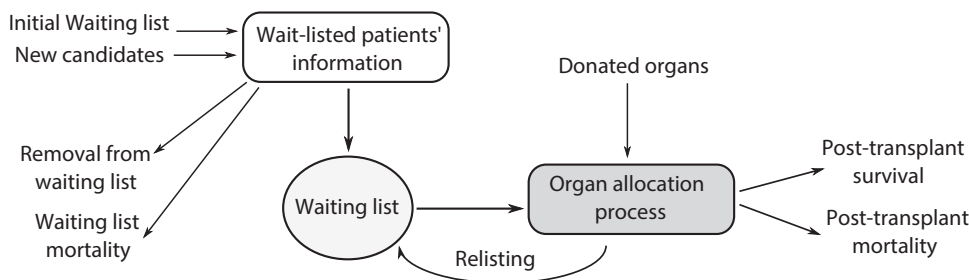 Initial Waiting list
New candidates
Wait-listed patients'
information
Donated organs
Removal from
waiting list
Waiting list
mortality
Waiting list
Organ allocation
process
Post-transplant
survival
Post-transplant
mortality
Relisting